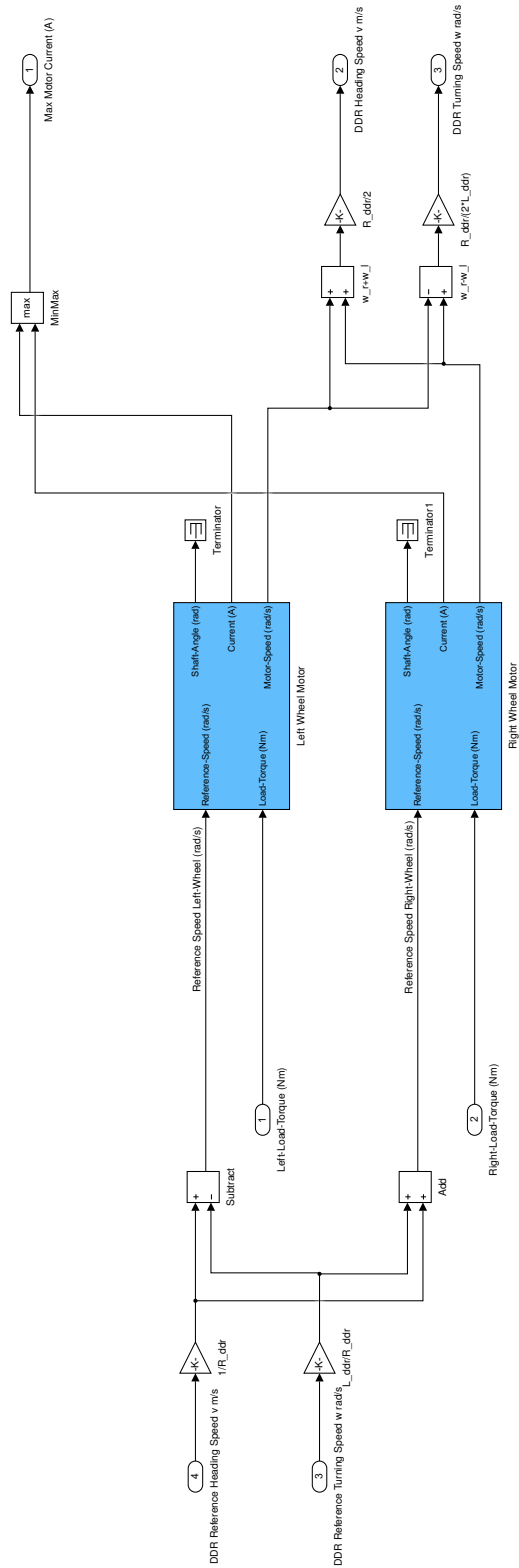 4
DDR Reference Heading Speed v m/s
-K-
1/R_ddr
3
DDR Reference Turning Speed w rad/s
-K-
L_ddr/R_ddr
+
−
Subtract
+
+
Add
1
Left-Load-Torque (Nm)
2
Right-Load-Torque (Nm)
Reference Speed Left-Wheel (rad/s)
Reference Speed Right-Wheel (rad/s)
Reference-Speed (rad/s)
Load-Torque (Nm)
Shaft-Angle (rad)
Current (A)
Motor-Speed (rad/s)
Left Wheel Motor
Reference-Speed (rad/s)
Load-Torque (Nm)
Shaft-Angle (rad)
Current (A)
Motor-Speed (rad/s)
Right Wheel Motor
Terminator
Terminator1
max
MinMax
1
Max Motor Current (A)
+
+
w_r+w_l
-K-
R_ddr/2
2
DDR Heading Speed v m/s
−
+
w_r-w_l
-K-
R_ddr/(2*L_ddr)
3
DDR Turning Speed w rad/s